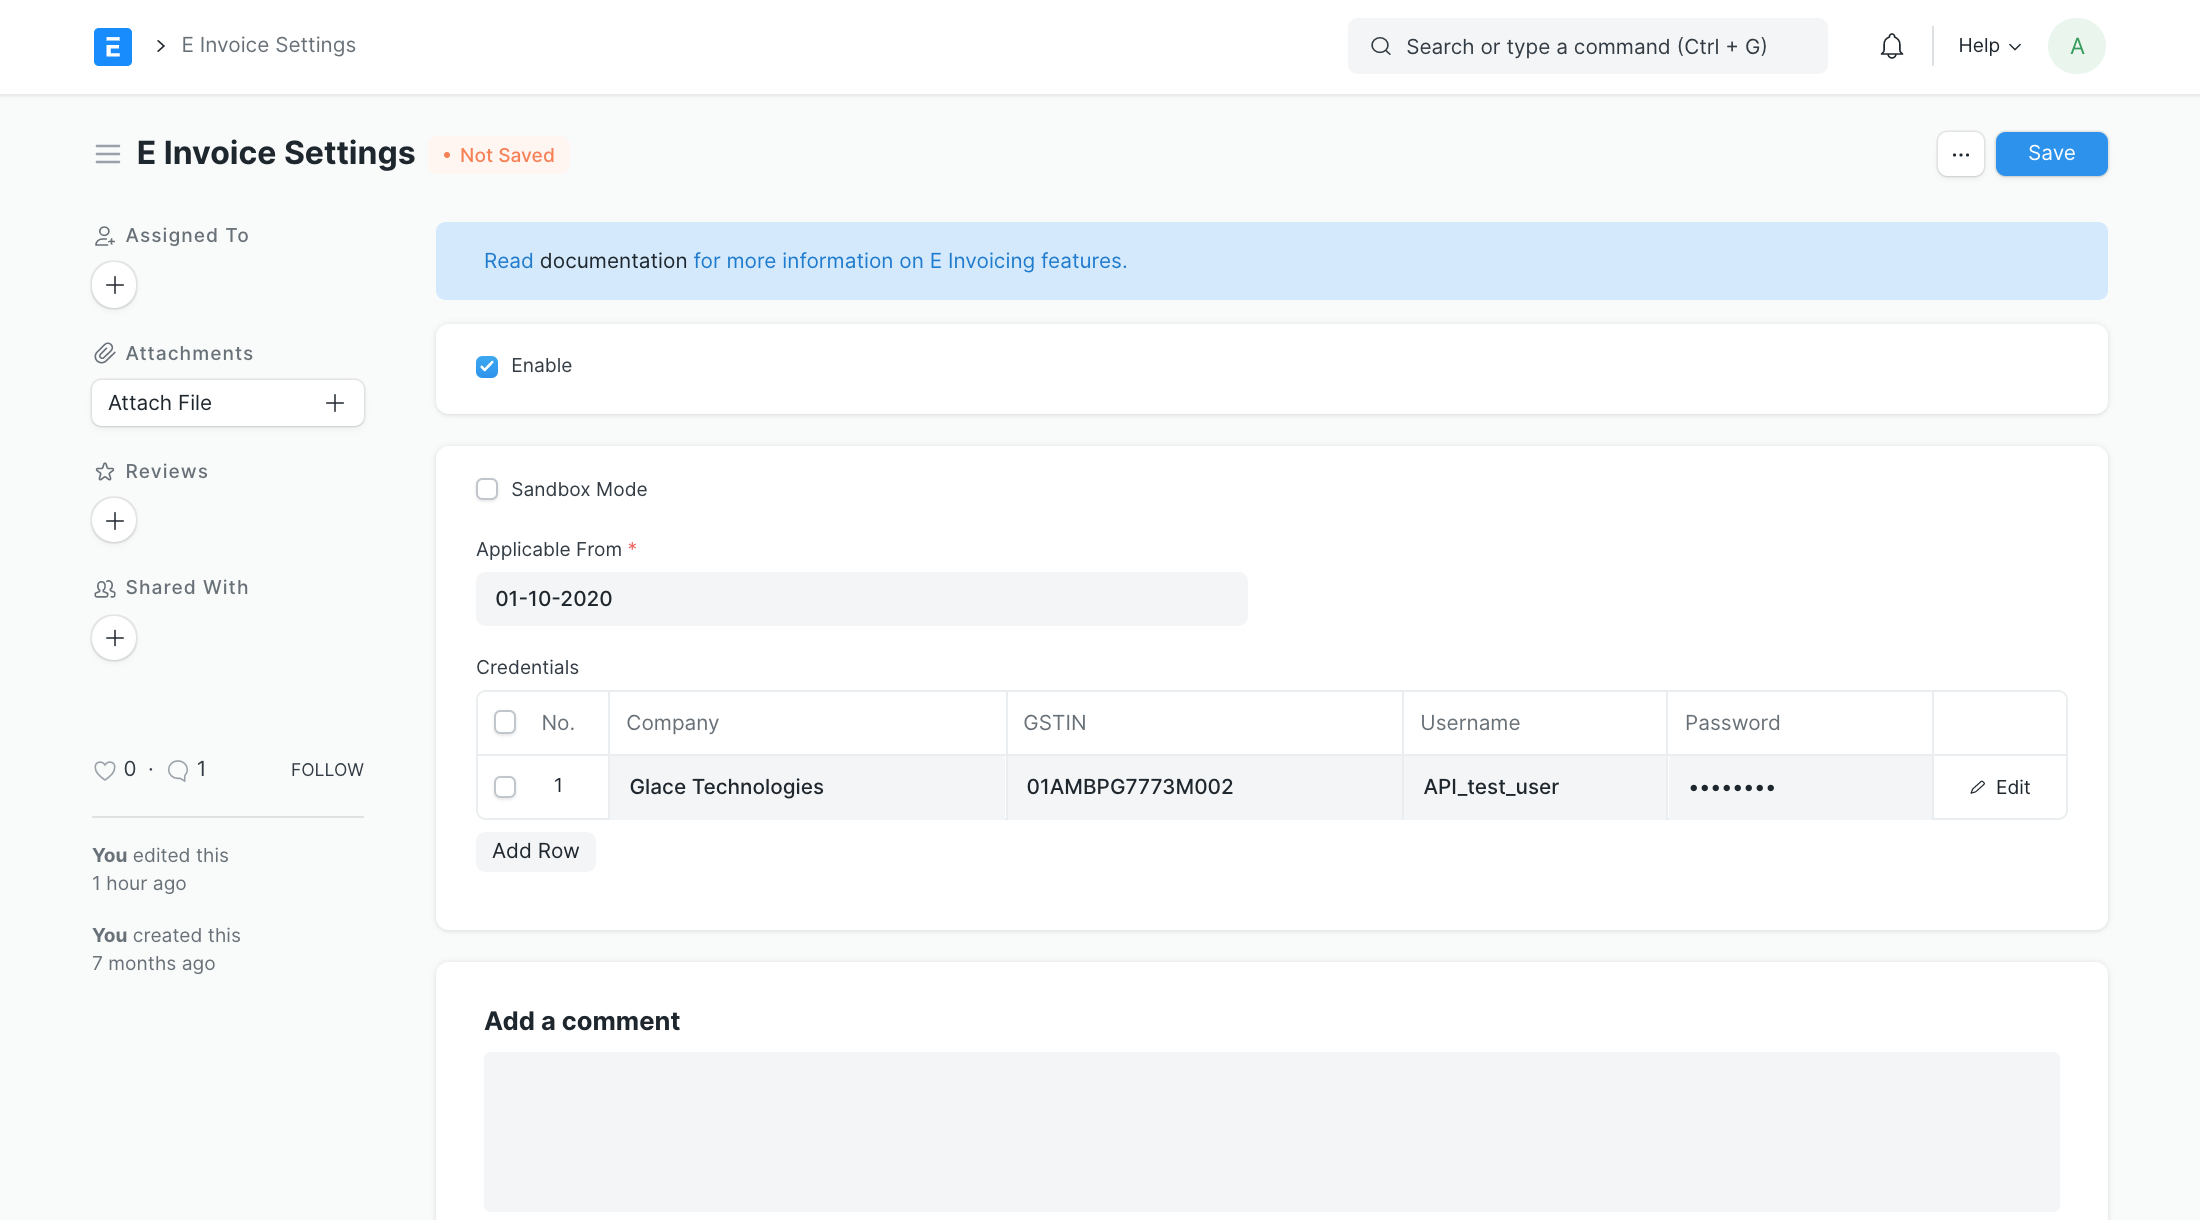 E Invoice Settings
Search or type a command (Ctrl + G)
Help
A
E Invoice Settings
• Not Saved
···
Save
Assigned To
Attachments
Attach File
Reviews
Shared With
0 · 1
FOLLOW
You edited this
1 hour ago
You created this
7 months ago
Read documentation for more information on E Invoicing features.
Enable
Sandbox Mode
Applicable From *
01-10-2020
Credentials
No. Company GSTIN Username Password
1 Glace Technologies 01AMBPG7773M002 API_test_user •••••••• Edit
Add Row
Add a comment